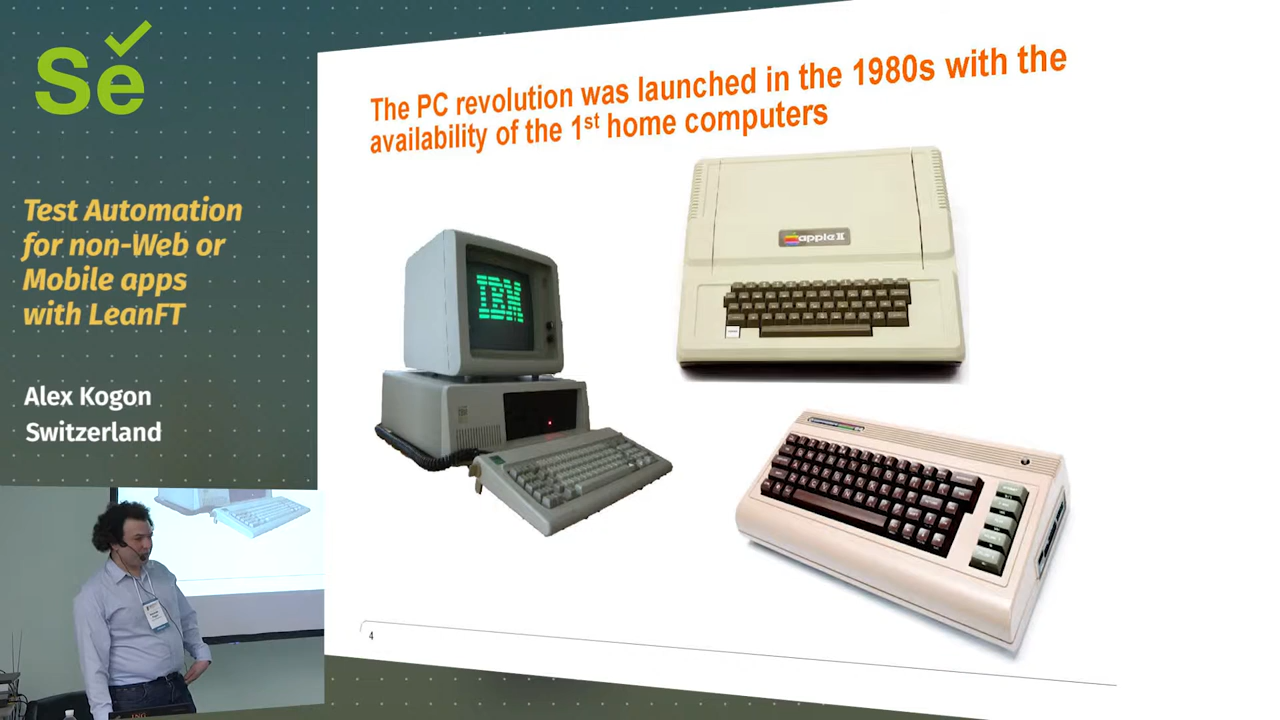 Se
Test Automation
for non-Web or
Mobile apps
with LeanFT
Alex Kogon
Switzerland
The PC revolution was launched in the 1980s with the
availability of the 1st home computers
IBM
apple II
4